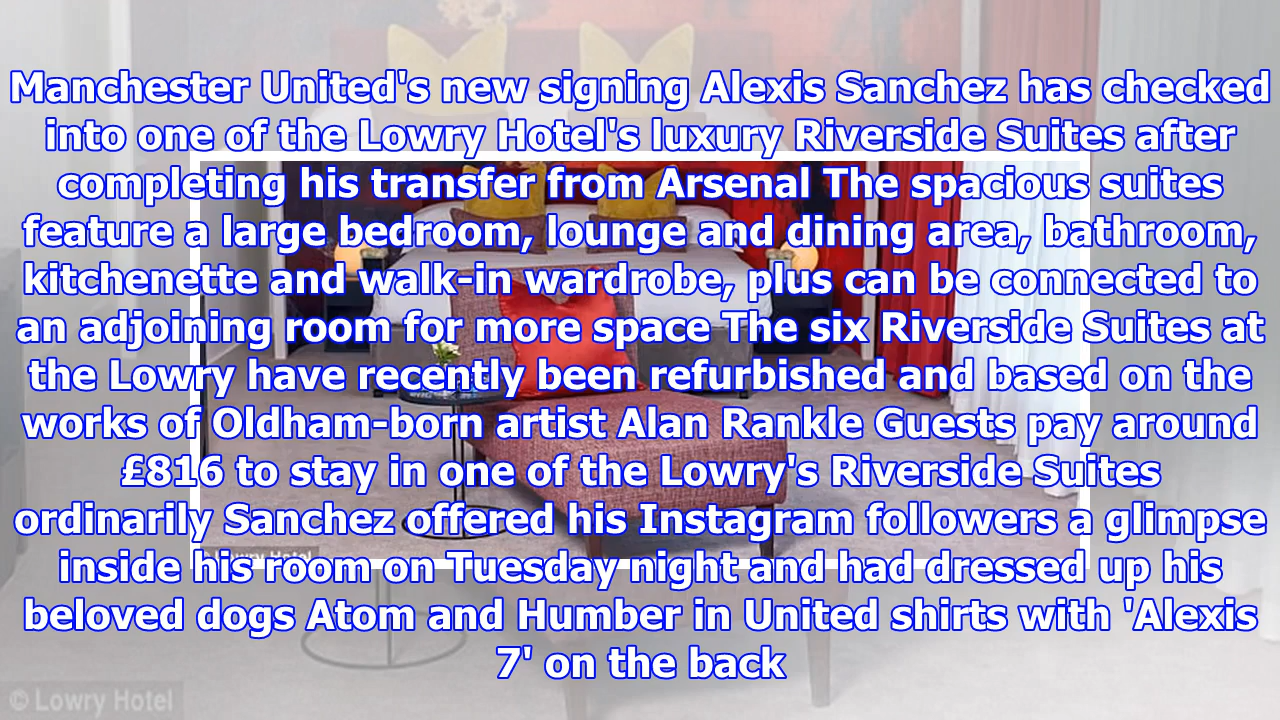 Manchester United's new signing Alexis Sanchez has checked
into one of the Lowry Hotel's luxury Riverside Suites after
completing his transfer from Arsenal The spacious suites
feature a large bedroom, lounge and dining area, bathroom,
kitchenette and walk-in wardrobe, plus can be connected to
an adjoining room for more space The six Riverside Suites at
the Lowry have recently been refurbished and based on the
works of Oldham-born artist Alan Rankle Guests pay around
£816 to stay in one of the Lowry's Riverside Suites
ordinarily Sanchez offered his Instagram followers a glimpse
Lowry Hotel
inside his room on Tuesday night and had dressed up his
beloved dogs Atom and Humber in United shirts with 'Alexis
7' on the back
© Lowry Hotel